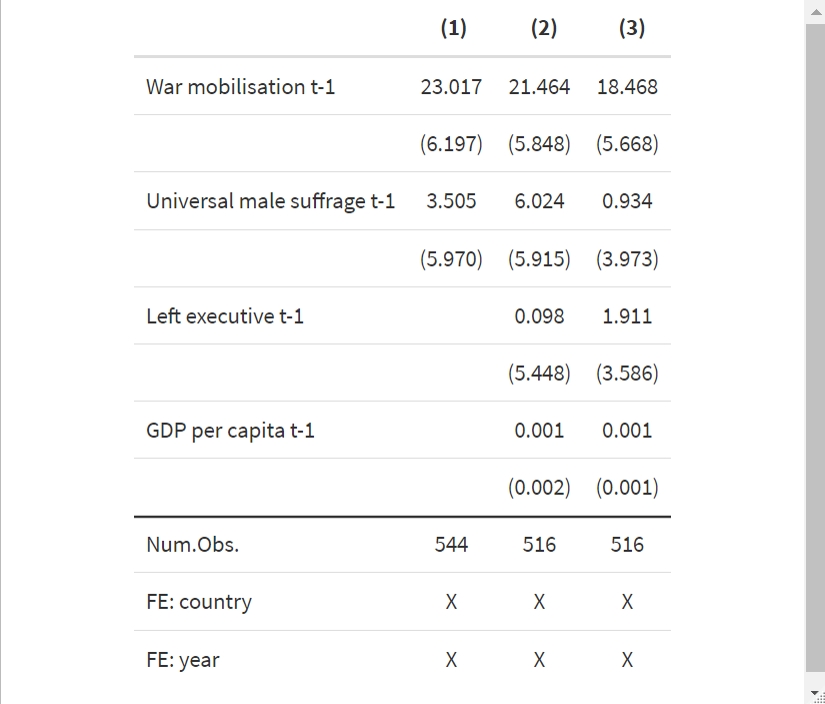 (1) (2) (3)
War mobilisation t-1 23.017 21.464 18.468
(6.197) (5.848) (5.668)
Universal male suffrage t-1 3.505 6.024 0.934
(5.970) (5.915) (3.973)
Left executive t-1 0.098 1.911
(5.448) (3.586)
GDP per capita t-1 0.001 0.001
(0.002) (0.001)
Num.Obs. 544 516 516
FE: country X X X
FE: year X X X